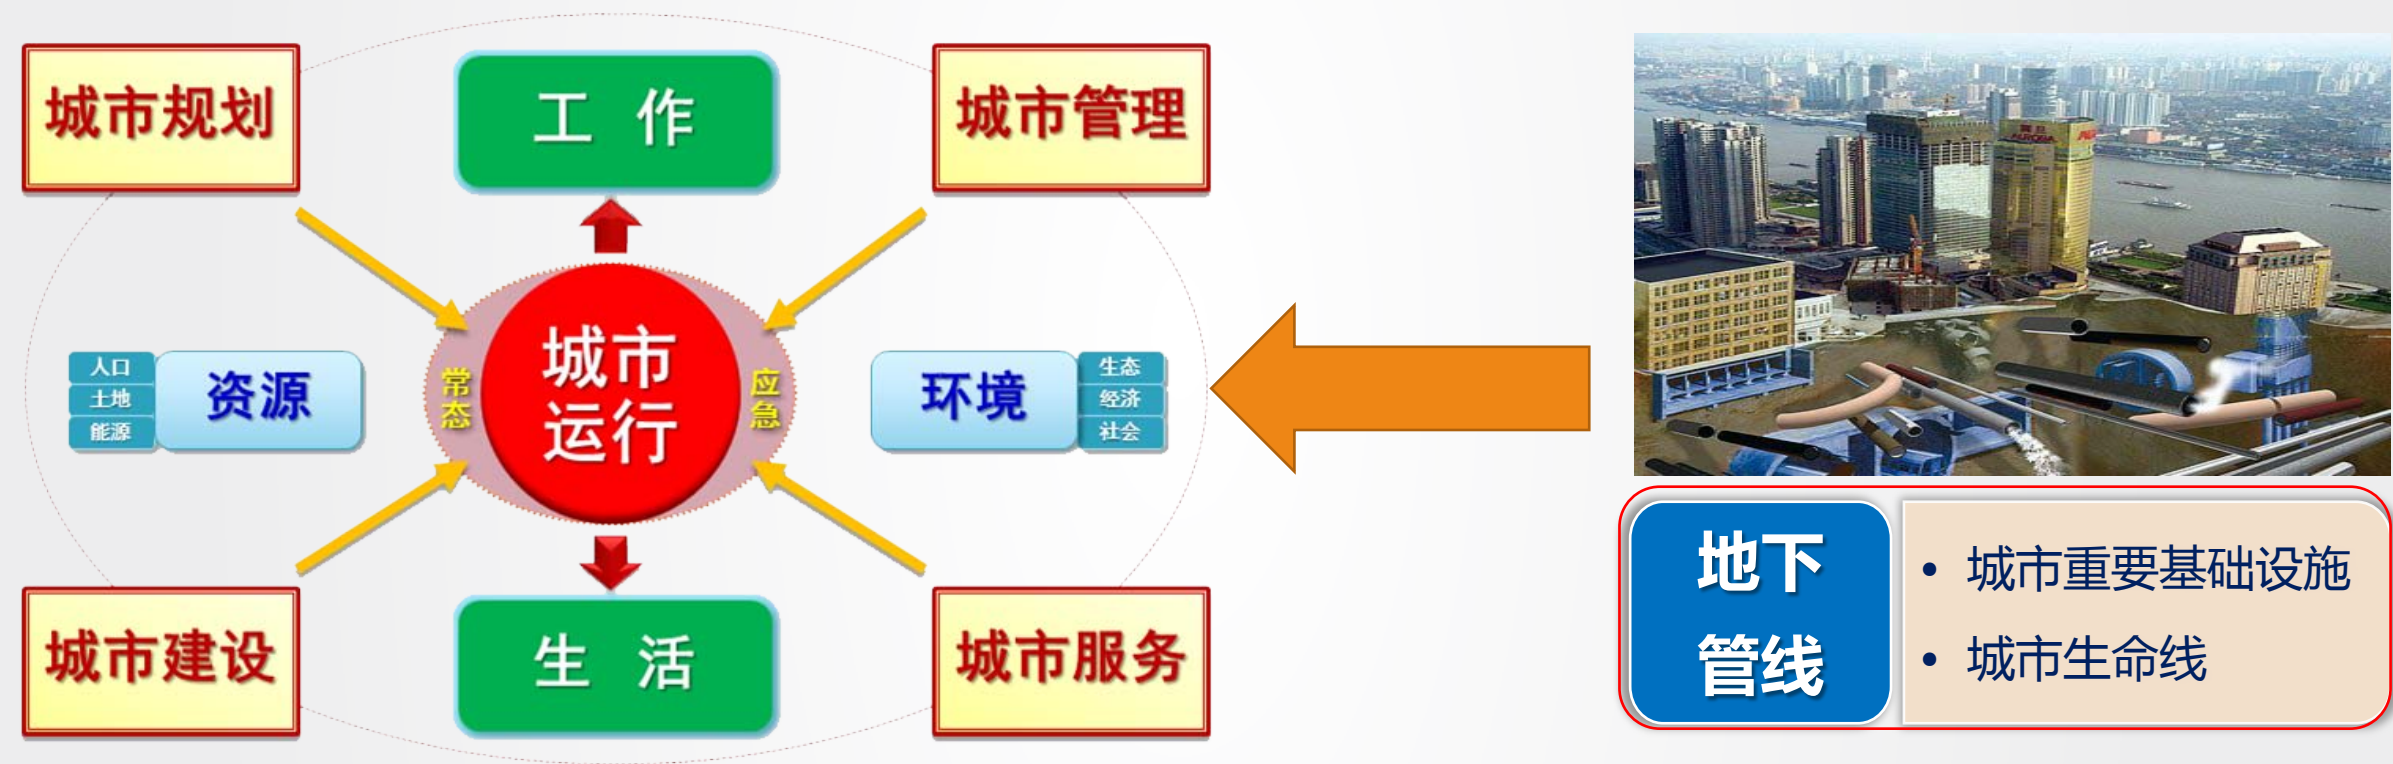 城市规划
工 作
城市管理
人口
土地
能源
资源
常态
城市
运行
应急
环境
生态
经济
社会
城市建设
生 活
城市服务
震旦
AURORA
地下
管线
• 城市重要基础设施
• 城市生命线